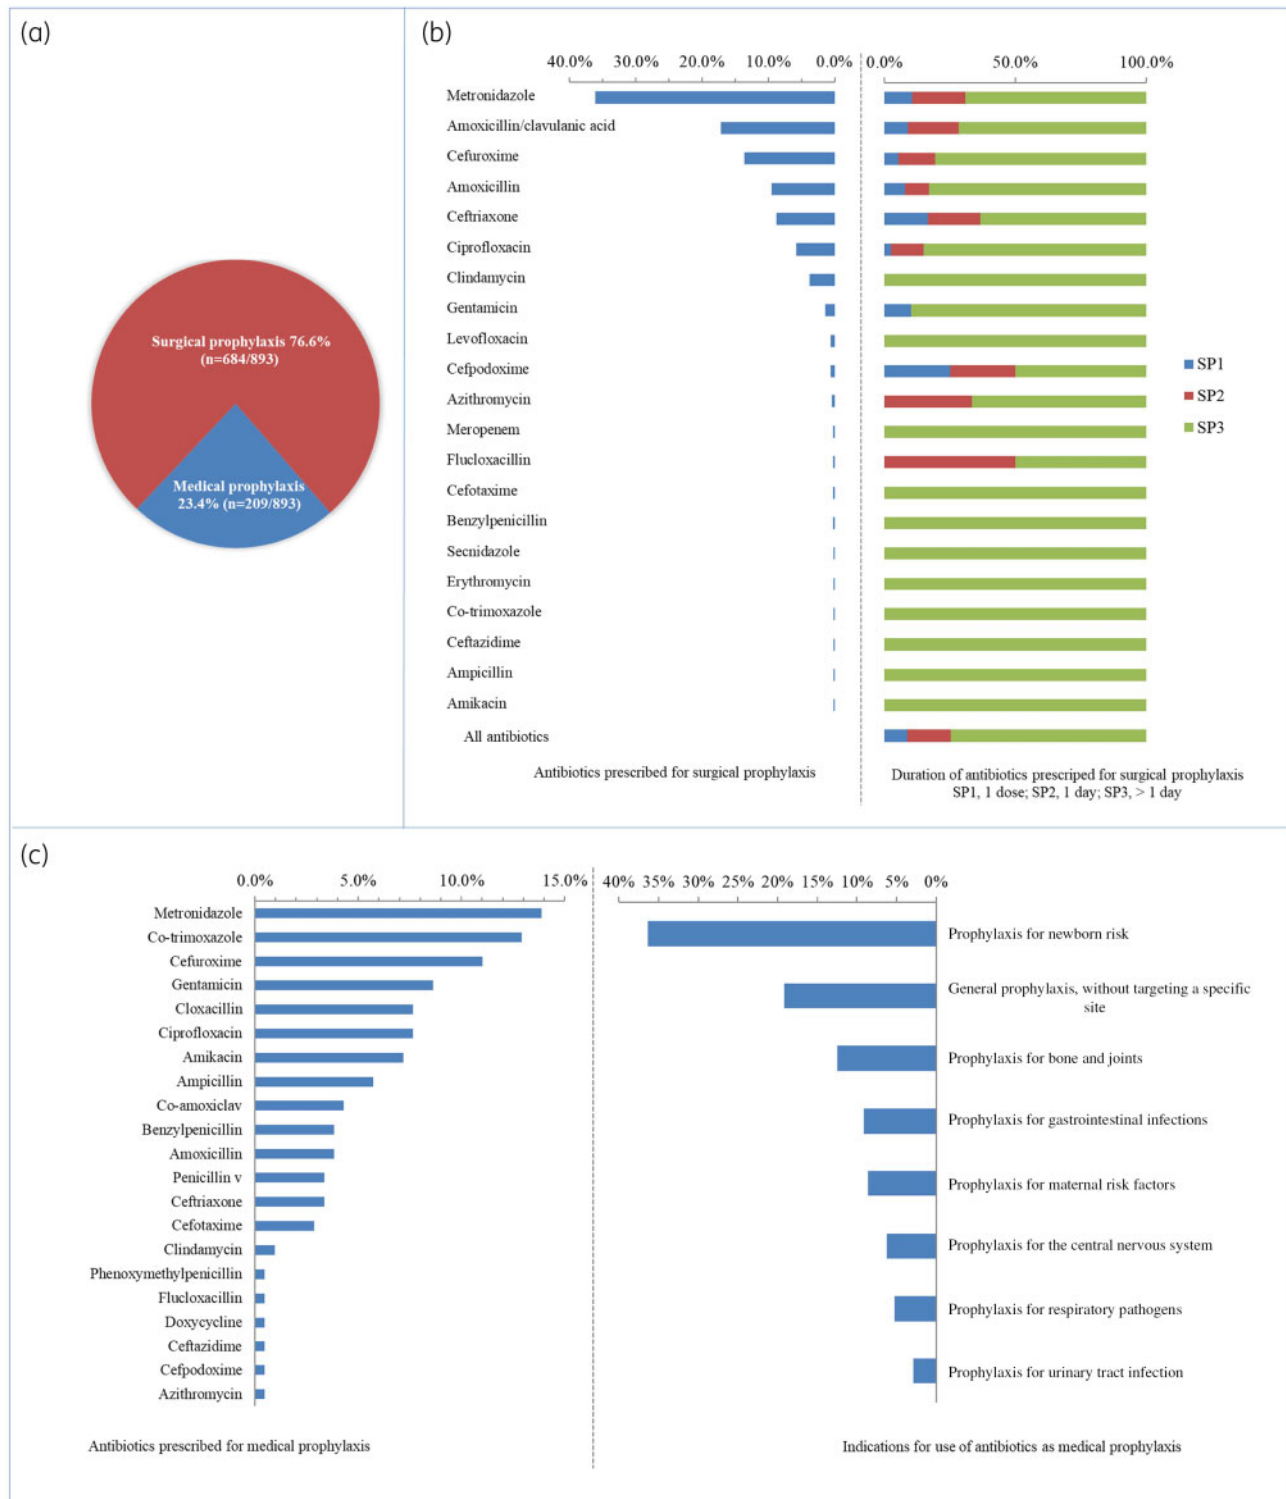 (a)
Surgical prophylaxis 76.6%
(n=684/893)
Medical prophylaxis
23.4% (n=209/893)
(b)
40.0% 30.0% 20.0% 10.0% 0.0%
0.0% 50.0% 100.0%
Metronidazole
Amoxicillin/clavulanic acid
Cefuroxime
Amoxicillin
Ceftriaxone
Ciprofloxacin
Clindamycin
Gentamicin
Levofloxacin
Cefpodoxime
Azithromycin
Meropenem
Flucloxacillin
Cefotaxime
Benzylpenicillin
Secnidazole
Erythromycin
Co-trimoxazole
Ceftazidime
Ampicillin
Amikacin
All antibiotics
SP1
SP2
SP3
Antibiotics prescribed for surgical prophylaxis
Duration of antibiotics prescriped for surgical prophylaxis
SP1, 1 dose; SP2, 1 day; SP3, > 1 day
(c)
0.0% 5.0% 10.0% 15.0%
Metronidazole
Co-trimoxazole
Cefuroxime
Gentamicin
Cloxacillin
Ciprofloxacin
Amikacin
Ampicillin
Co-amoxiclav
Benzylpenicillin
Amoxicillin
Penicillin v
Ceftriaxone
Cefotaxime
Clindamycin
Phenoxymethylpenicillin
Flucloxacillin
Doxycycline
Ceftazidime
Cefpodoxime
Azithromycin
Antibiotics prescribed for medical prophylaxis
40% 35% 30% 25% 20% 15% 10% 5% 0%
Prophylaxis for newborn risk
General prophylaxis, without targeting a specific
site
Prophylaxis for bone and joints
Prophylaxis for gastrointestinal infections
Prophylaxis for maternal risk factors
Prophylaxis for the central nervous system
Prophylaxis for respiratory pathogens
Prophylaxis for urinary tract infection
Indications for use of antibiotics as medical prophylaxis